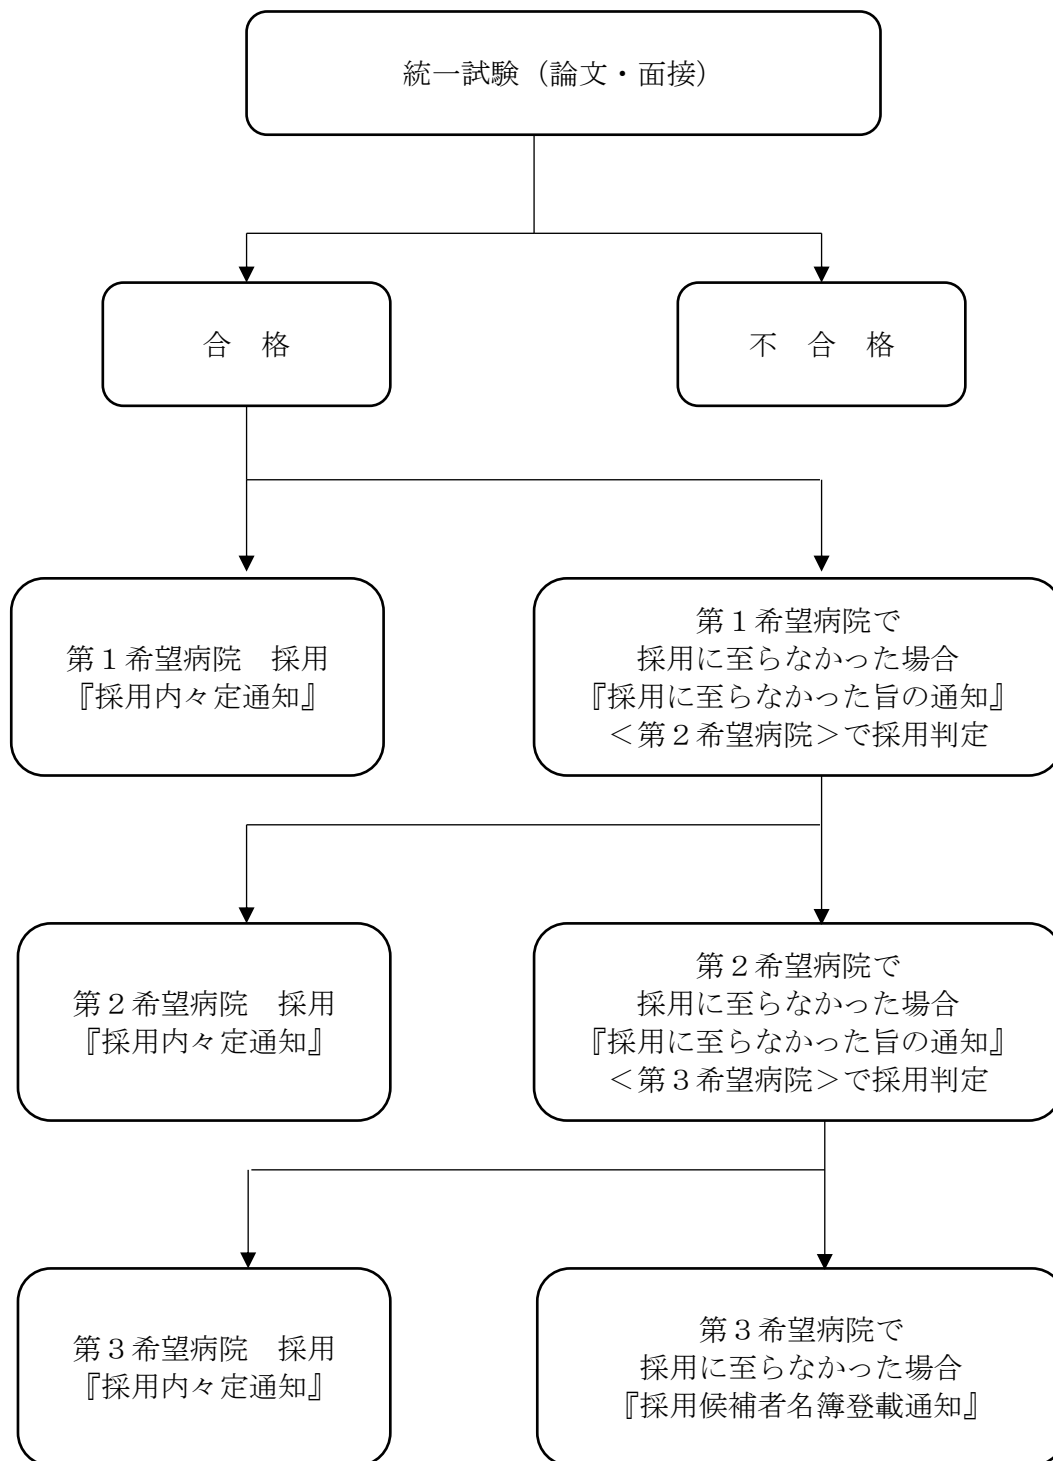 統一試験（論文・面接）
合　格
不　合　格
第１希望病院　採用
『採用内々定通知』
第１希望病院で
採用に至らなかった場合
『採用に至らなかった旨の通知』
＜第２希望病院＞で採用判定
第２希望病院　採用
『採用内々定通知』
第２希望病院で
採用に至らなかった場合
『採用に至らなかった旨の通知』
＜第３希望病院＞で採用判定
第３希望病院　採用
『採用内々定通知』
第３希望病院で
採用に至らなかった場合
『採用候補者名簿登載通知』